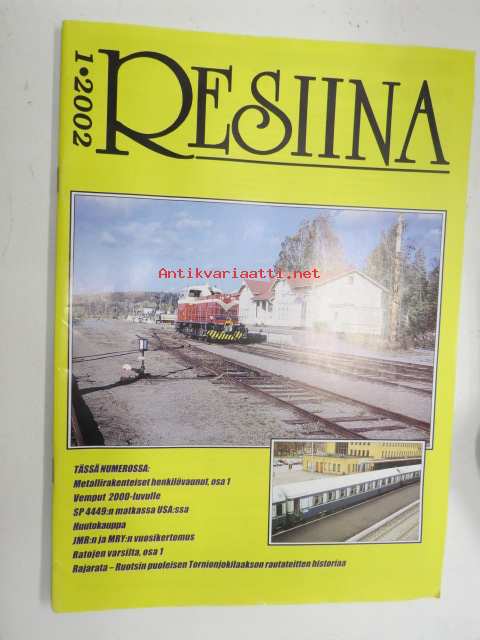 1•2002
RESIINA
Antikvariaatti.net
TÄSSÄ NUMEROSSA:
Metallirakenteiset henkilövaunut, osa 1
Vemput 2000-luvulle
SP 4449:n matkassa USA:ssa
Huutokauppa
JMR:n ja MRY:n vuosikertomus
Ratojen varsilta, osa 1
Rajarata – Ruotsin puoleisen Tornionjokilaakson rautateitten historiaa